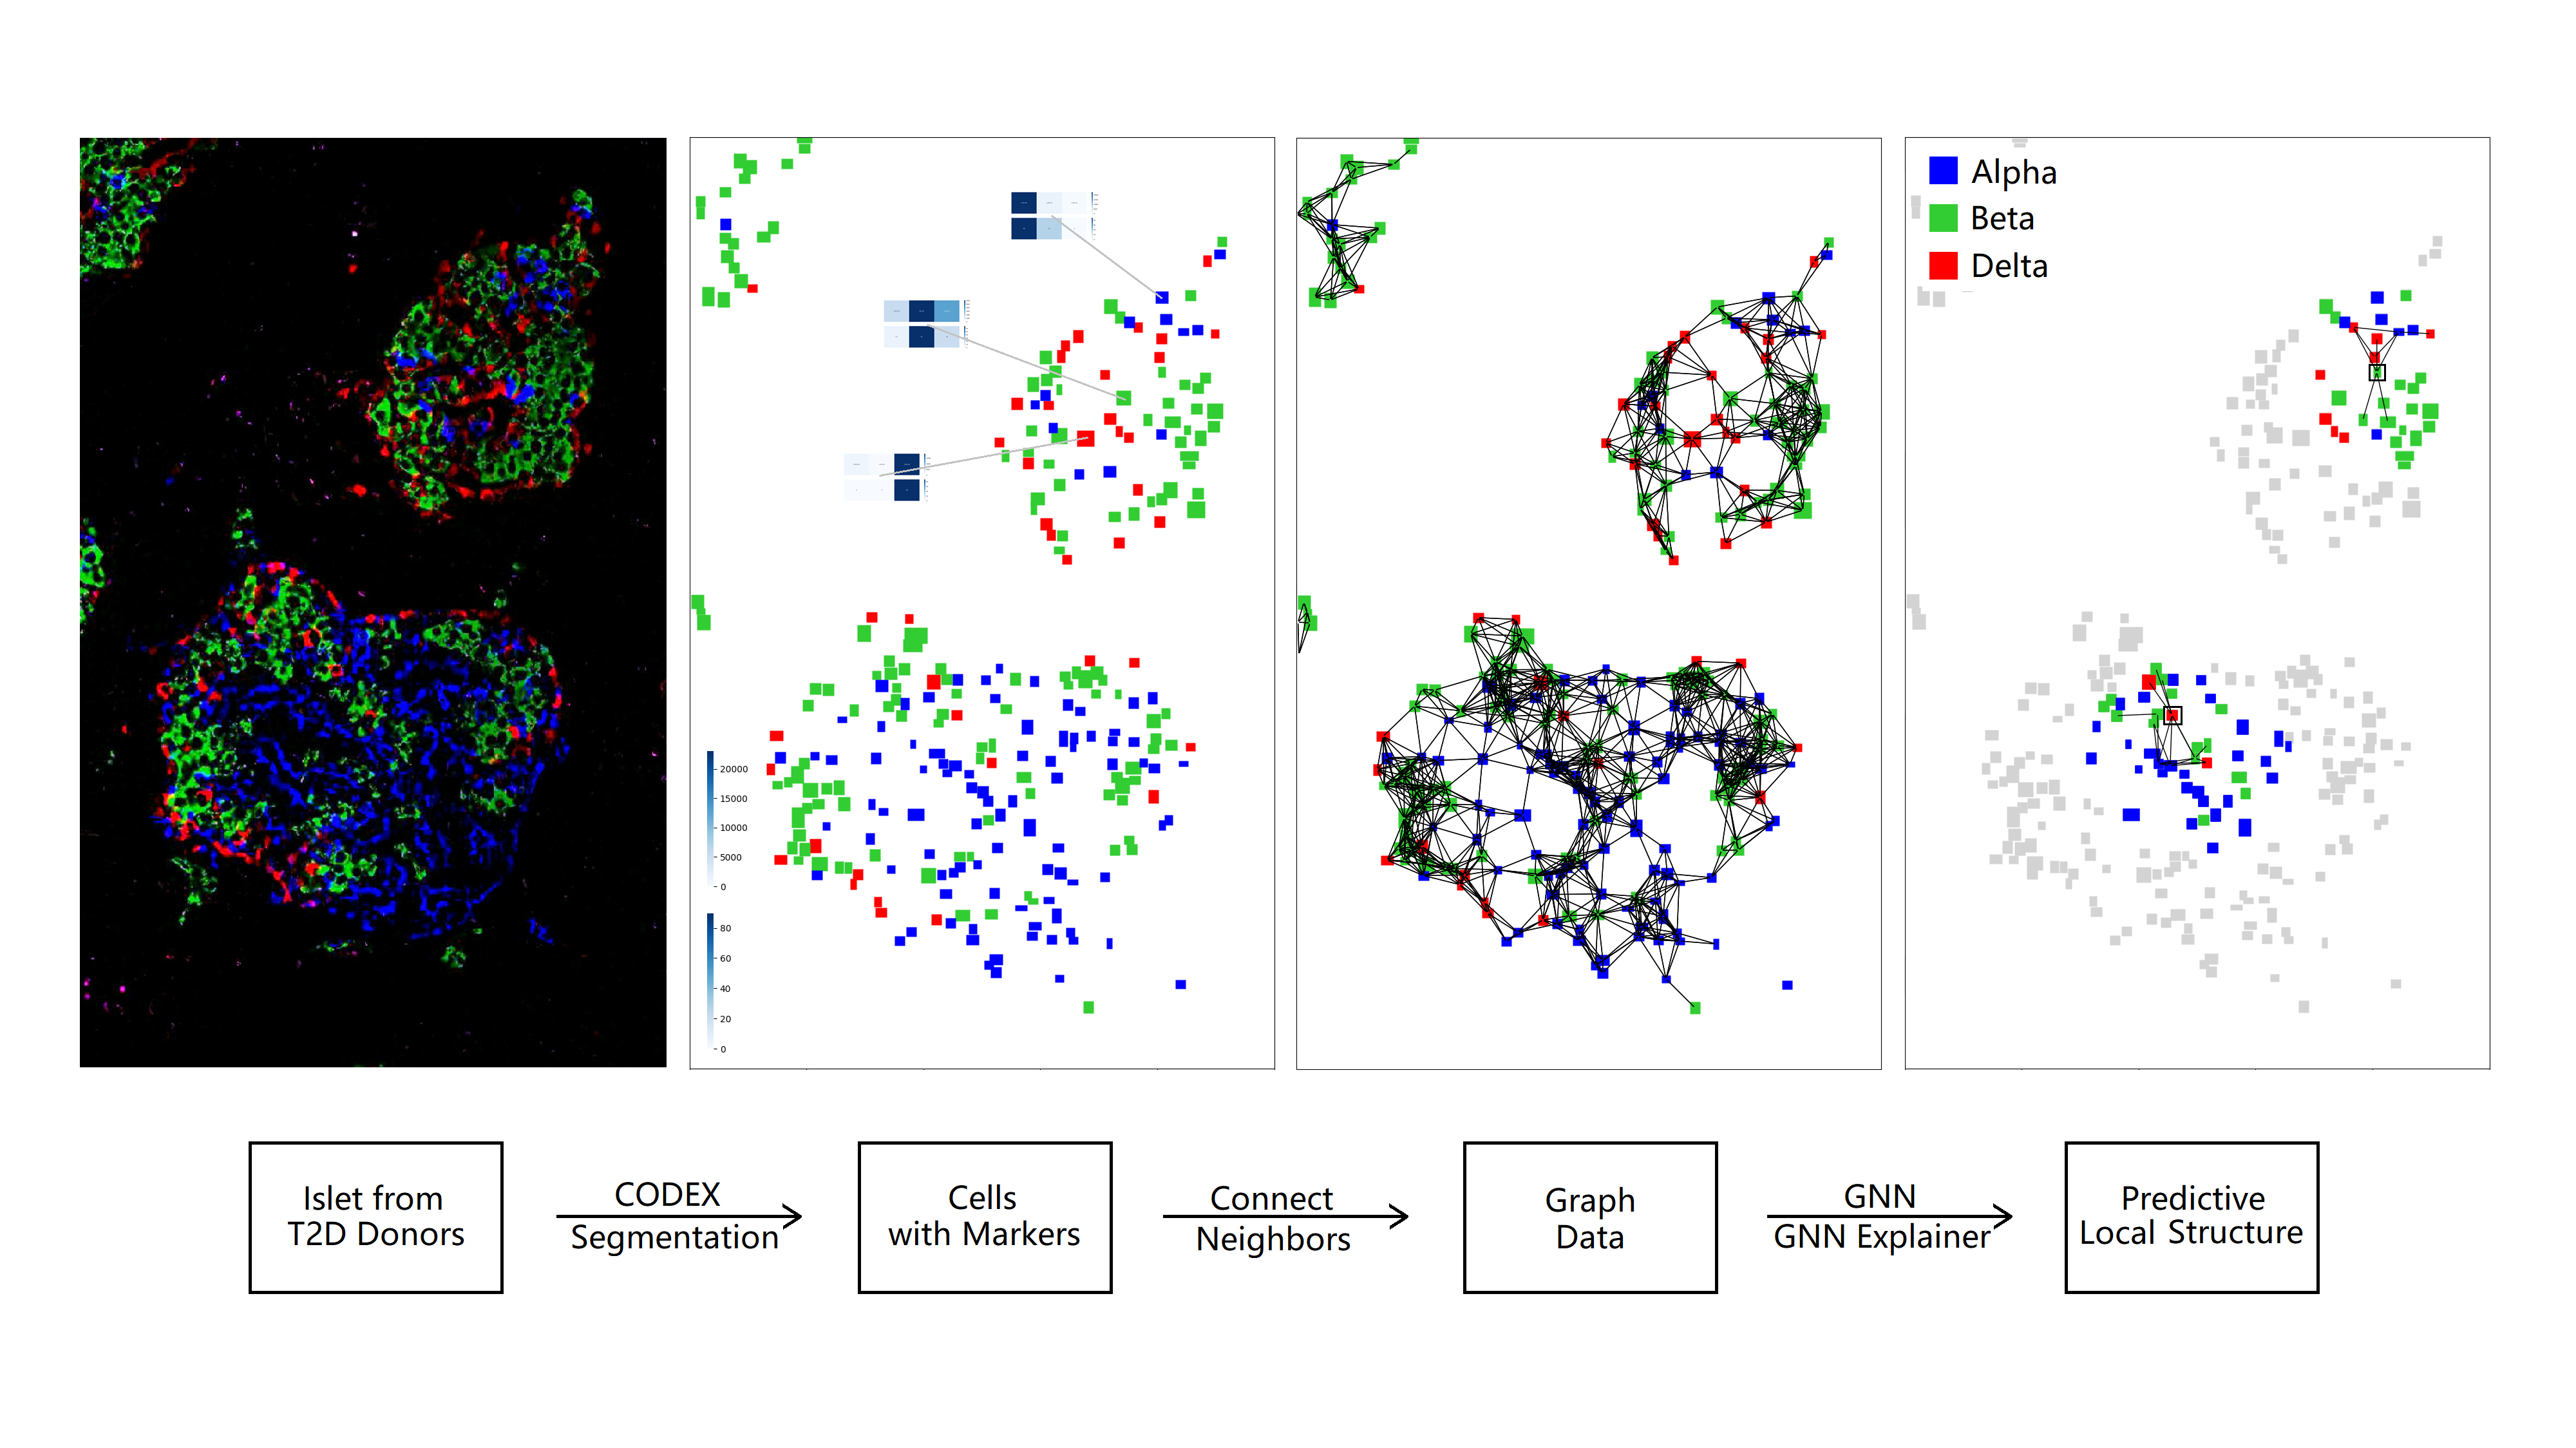 Alpha
Beta
Delta
20000
15000
10000
5000
0
80
60
40
20
0
Islet from
T2D Donors
CODEX
Segmentation
Cells
with Markers
Connect
Neighbors
Graph
Data
GNN
GNN Explainer
Predictive
Local Structure